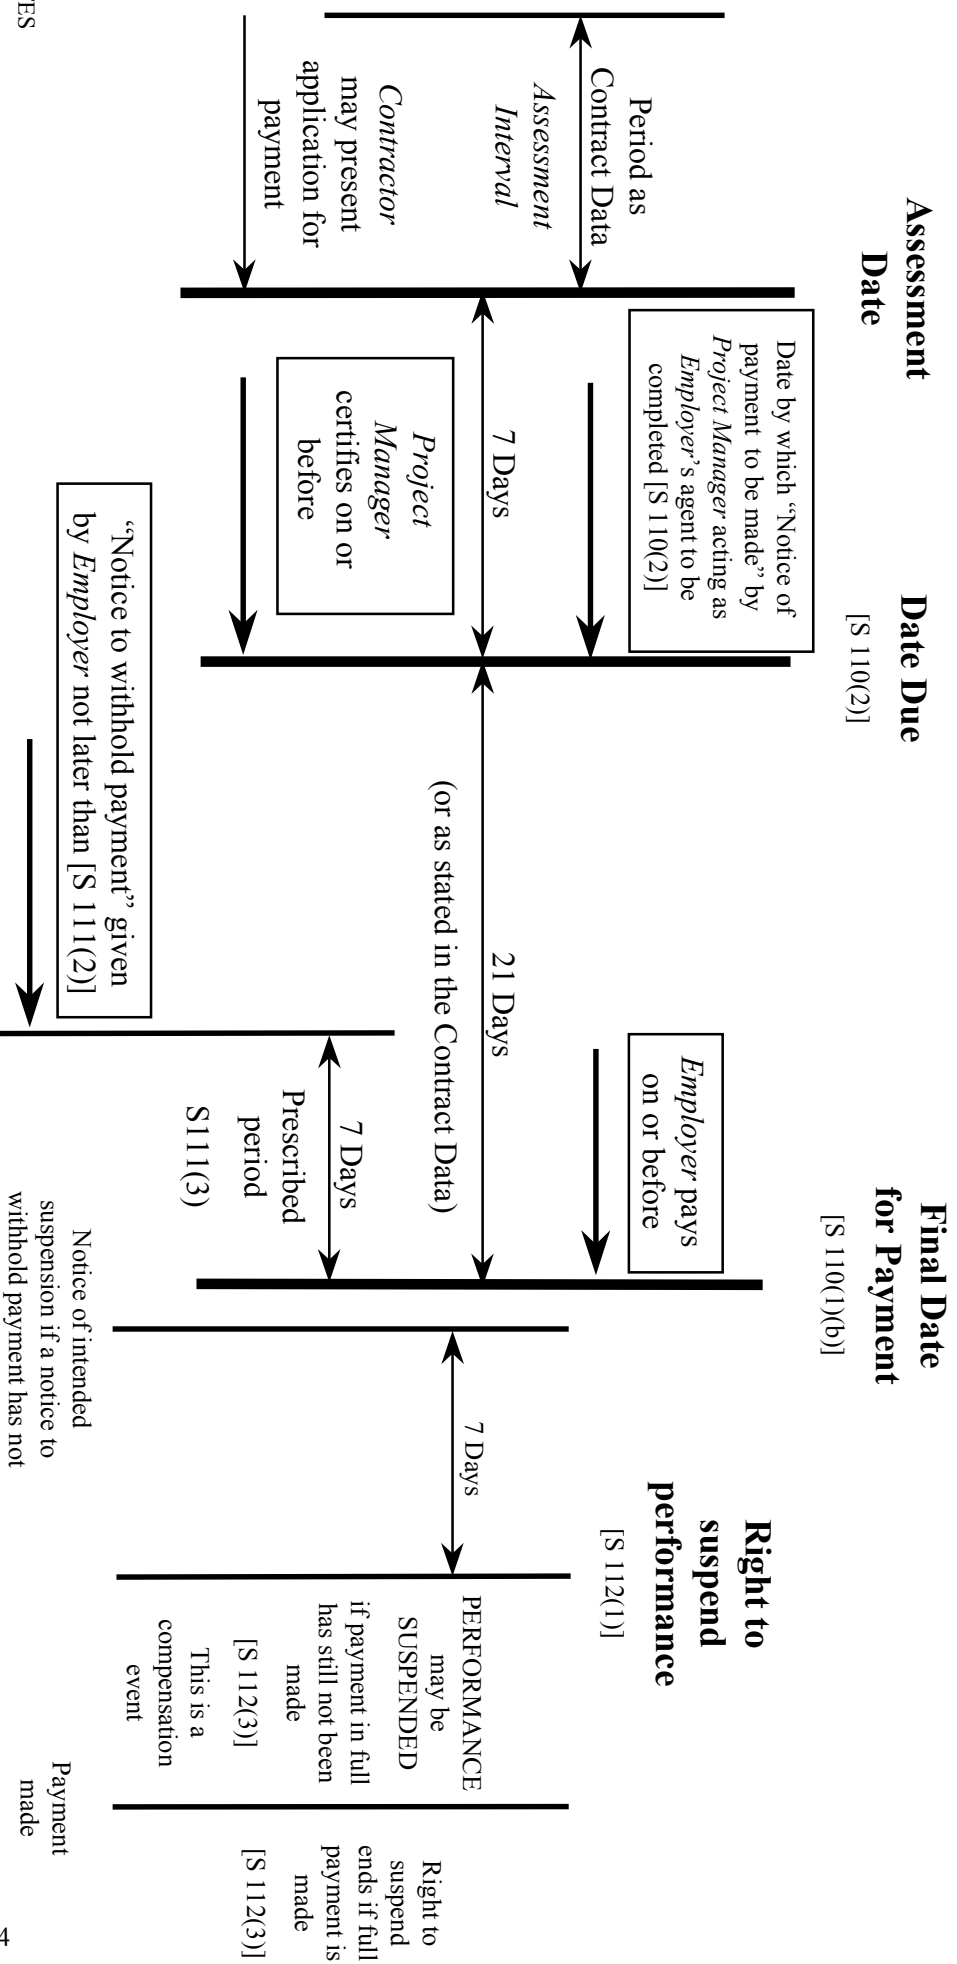 Assessment
Date
Date Due
[S 110(2)]
Final Date
for Payment
[S 110(1)(b)]
Right to
suspend
performance
[S 112(1)]
Period as
Contract Data
Assessment
Interval
Contractor
may present
application for
payment
Date by which “Notice of
payment to be made” by
Project Manager acting as
Employer’s agent to be
completed [S 110(2)]
7 Days
Project
Manager
certifies on or
before
“Notice to withhold payment” given
by Employer not later than [S 111(2)]
21 Days
(or as stated in the Contract Data)
Employer pays
on or before
7 Days
Prescribed
period
S111(3)
Notice of intended
suspension if a notice to
withhold payment has not
7 Days
PERFORMANCE
may be
SUSPENDED
if payment in full
has still not been
made
[S 112(3)]
This is a
compensation
event
Payment
made
Right to
suspend
ends if full
payment is
made
[S 112(3)]
TES
4